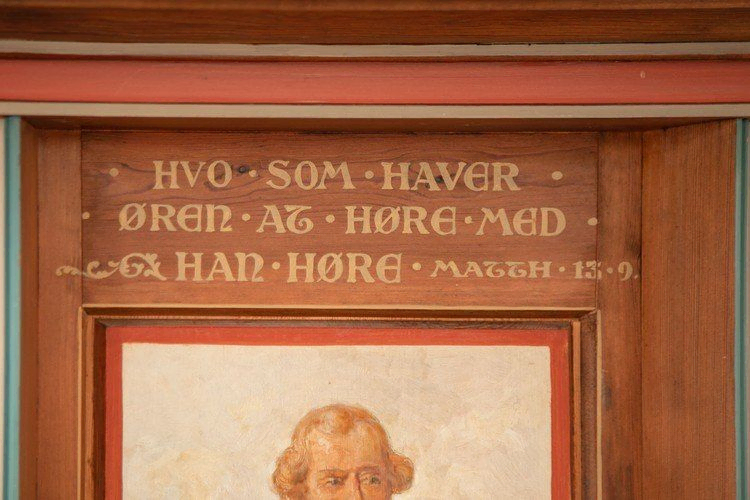 · HVO · SOM · HAVER ·
· ØREN · AT · HØRE · MED ·
HAN · HØRE · MATTH · 13 · 9.